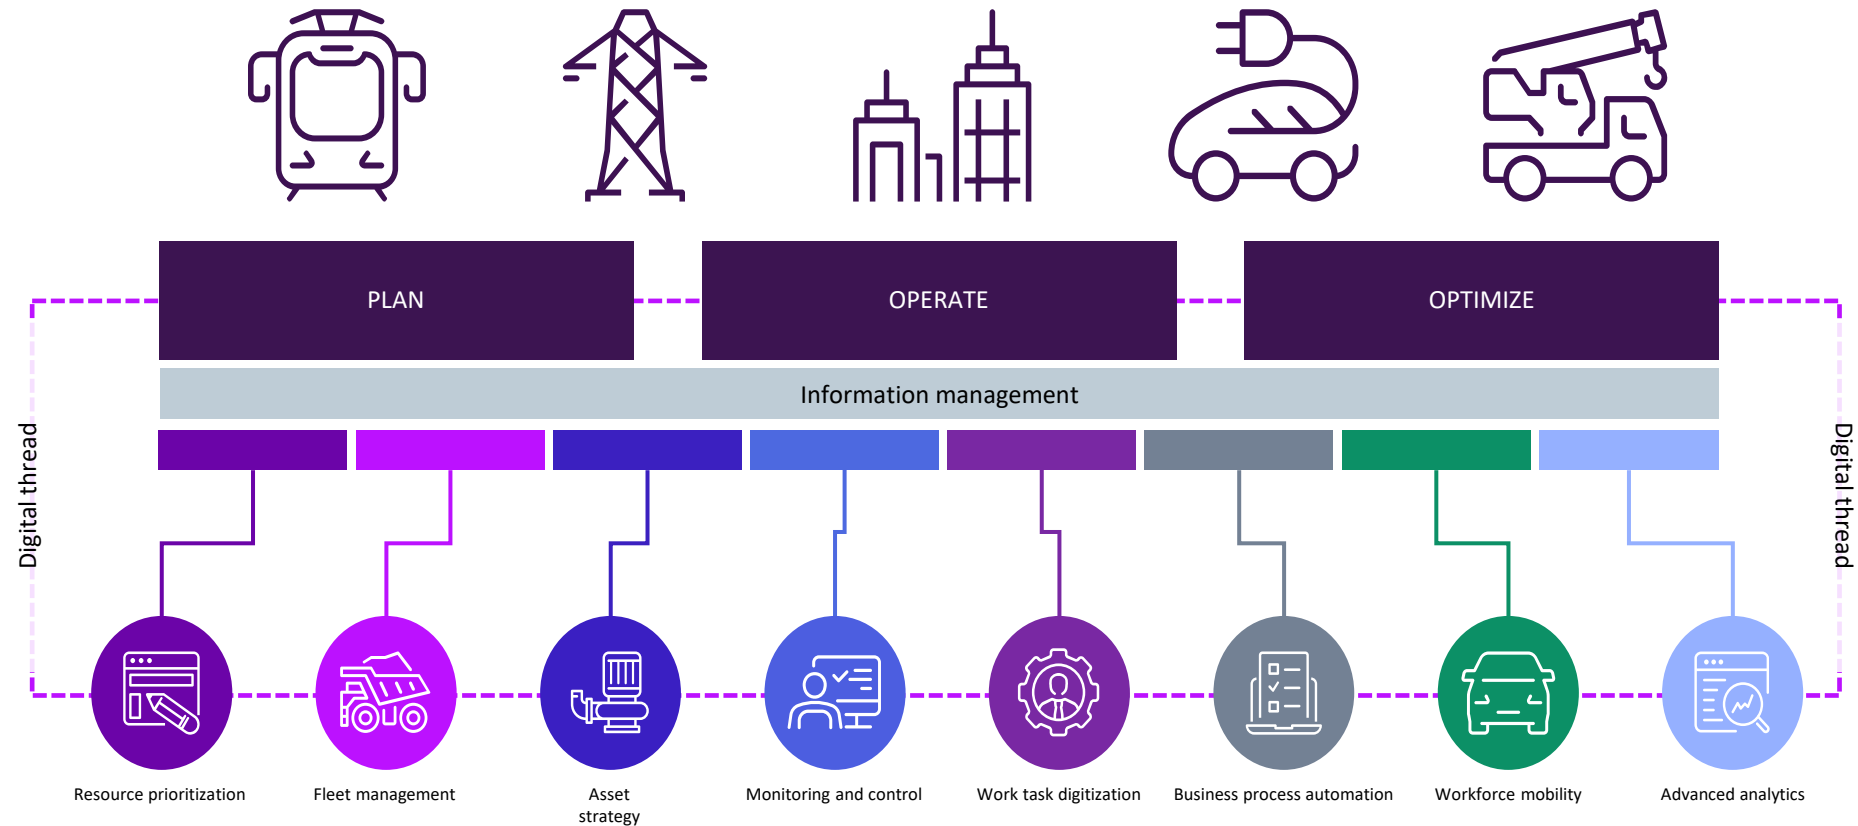 PLAN
OPERATE
OPTIMIZE
Information management
Digital thread
Digital thread
Resource prioritization
Fleet management
Asset
strategy
Monitoring and control
Work task digitization
Business process automation
Workforce mobility
Advanced analytics